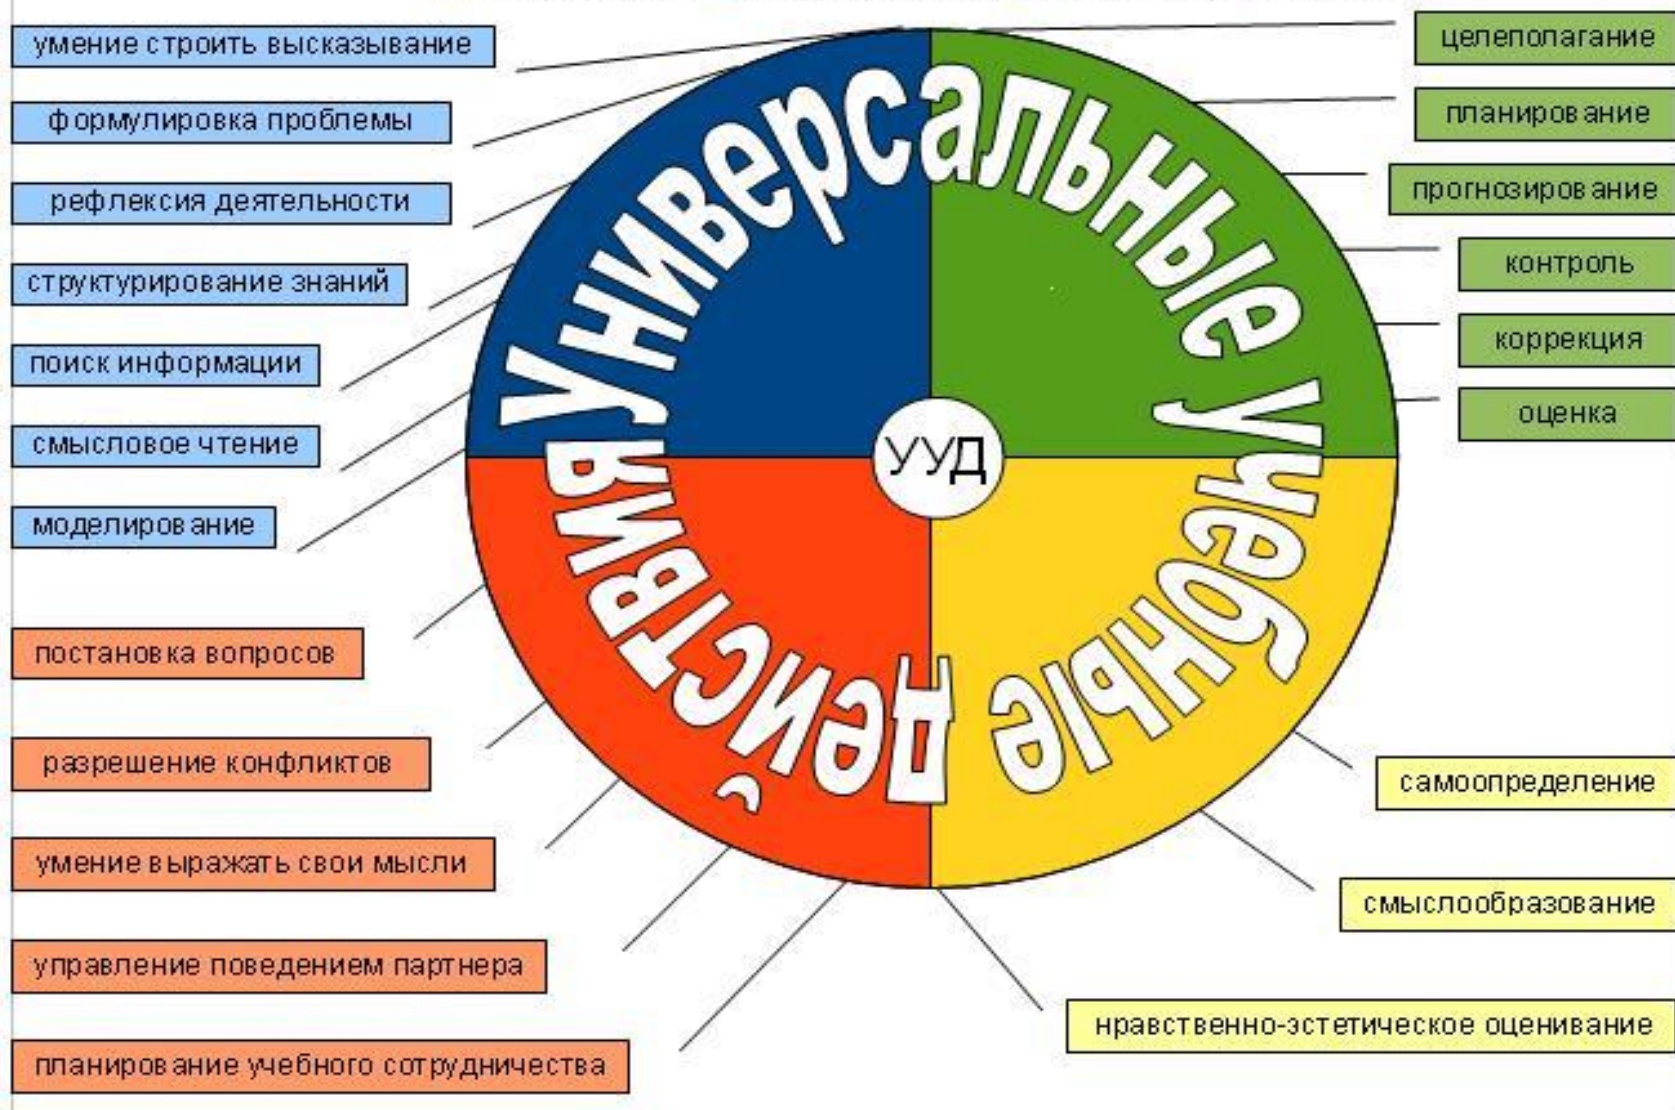 умение строить высказывание
формулировка проблемы
рефлексия деятельности
структурирование знаний
поиск информации
смысловое чтение
моделирование
постановка вопросов
разрешение конфликтов
умение выражать свои мысли
управление поведением партнера
планирование учебного сотрудничества
Универсальные учебные действия
УУД
целеполагание
планирование
прогнозирование
контроль
коррекция
оценка
самоопределение
смыслообразование
нравственно-эстетическое оценивание